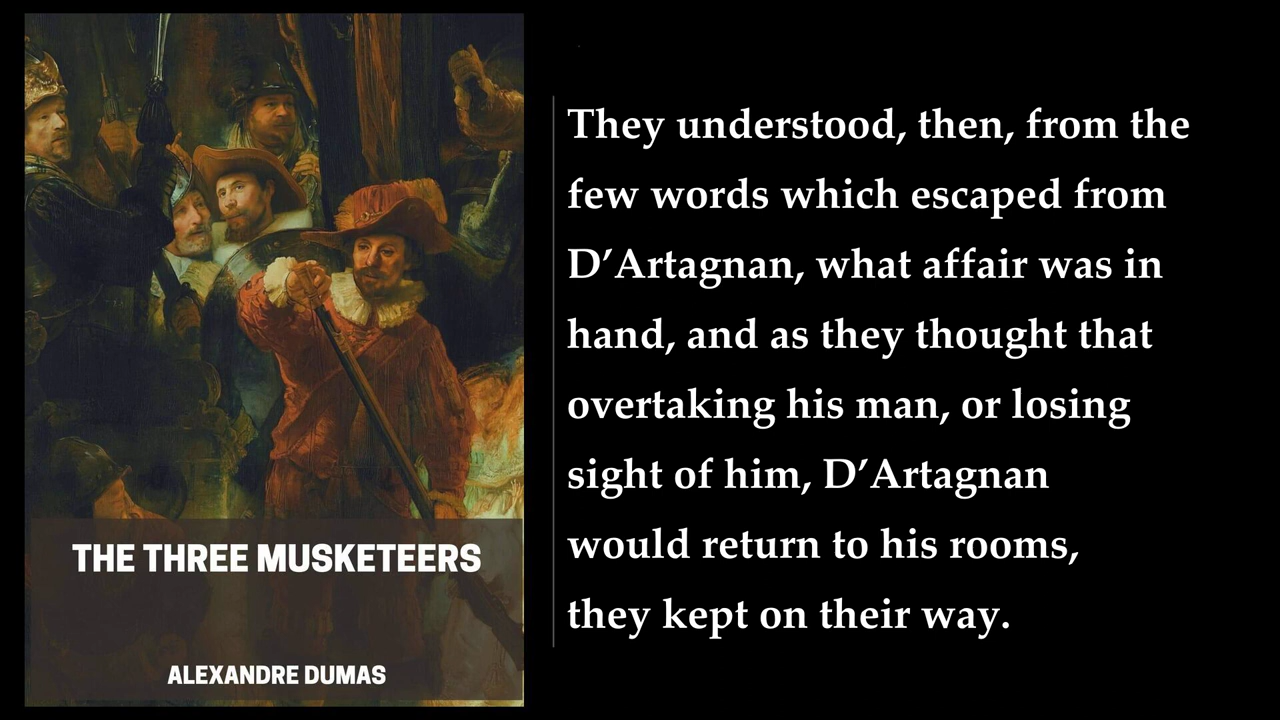 THE THREE MUSKETEERS
ALEXANDRE DUMAS
They understood, then, from the
few words which escaped from
D’Artagnan, what affair was in
hand, and as they thought that
overtaking his man, or losing
sight of him, D’Artagnan
would return to his rooms,
they kept on their way.